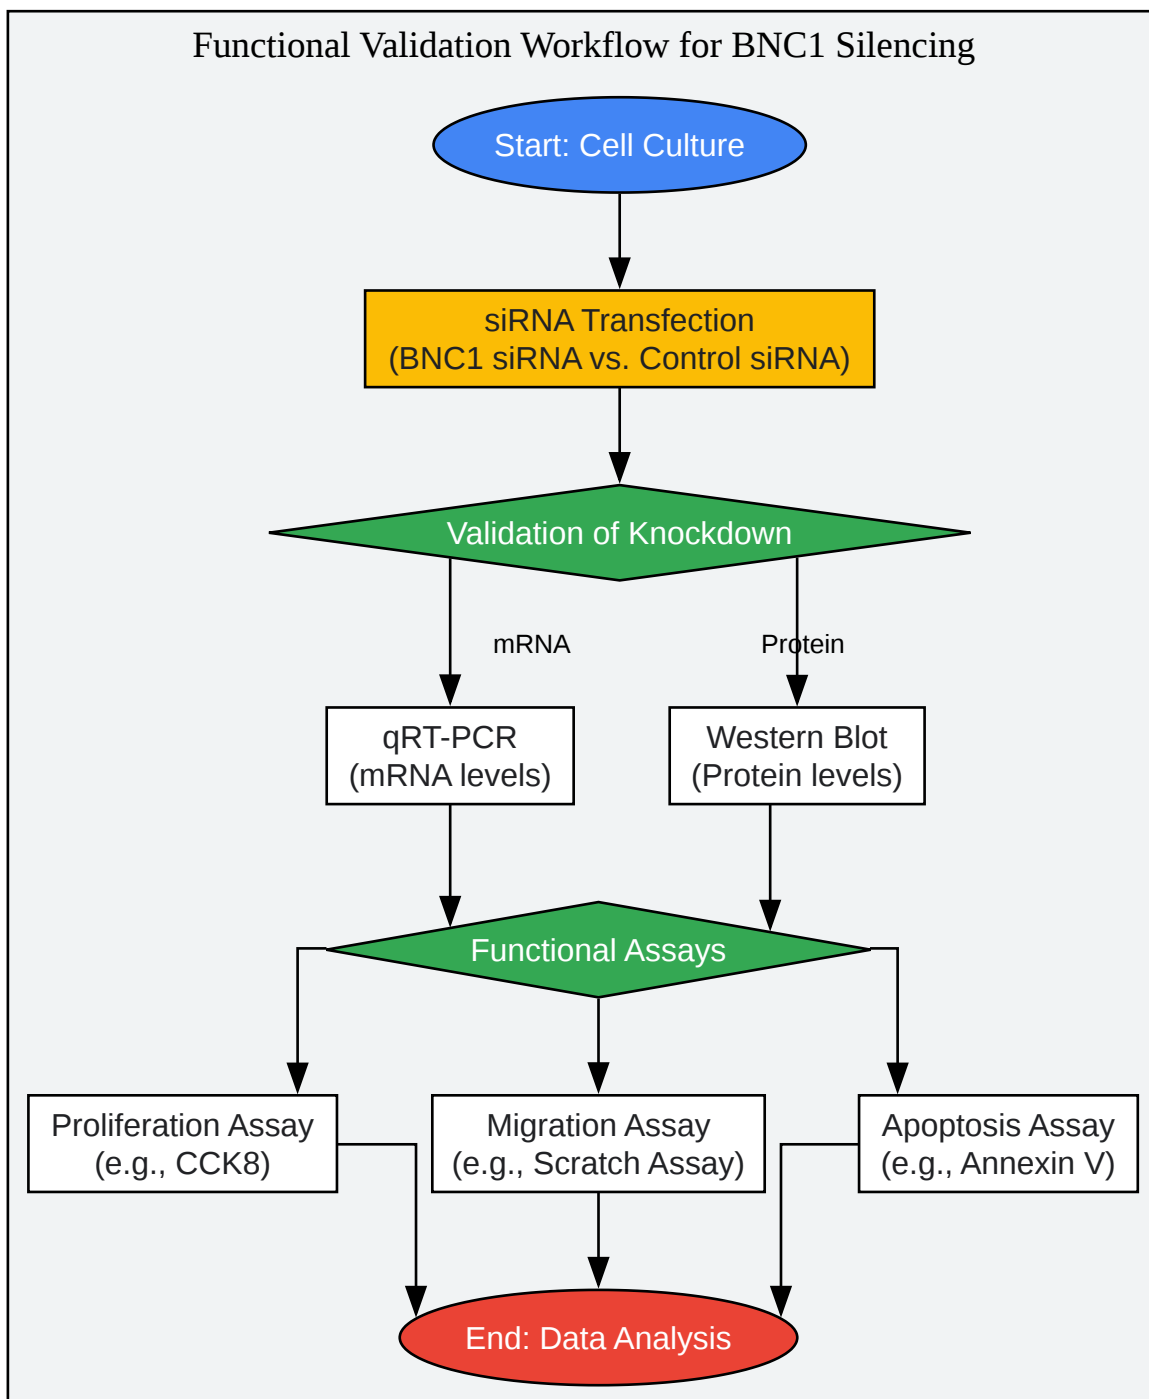 Functional Validation Workflow for BNC1 Silencing
Start: Cell Culture
siRNA Transfection
(BNC1 siRNA vs. Control siRNA)
Validation of Knockdown
mRNA
Protein
qRT-PCR
(mRNA levels)
Western Blot
(Protein levels)
Functional Assays
Proliferation Assay
(e.g., CCK8)
Migration Assay
(e.g., Scratch Assay)
Apoptosis Assay
(e.g., Annexin V)
End: Data Analysis